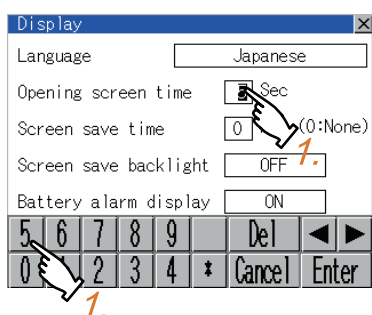 Display ×
Language Japanese
Opening screen time Sec
Screen save time 0 (0:None)
1.
Screen save backlight OFF
Battery alarm display ON
5 6 7 8 9 Del ◀ ▶
0 2 3 4 * Cancel Enter
1.